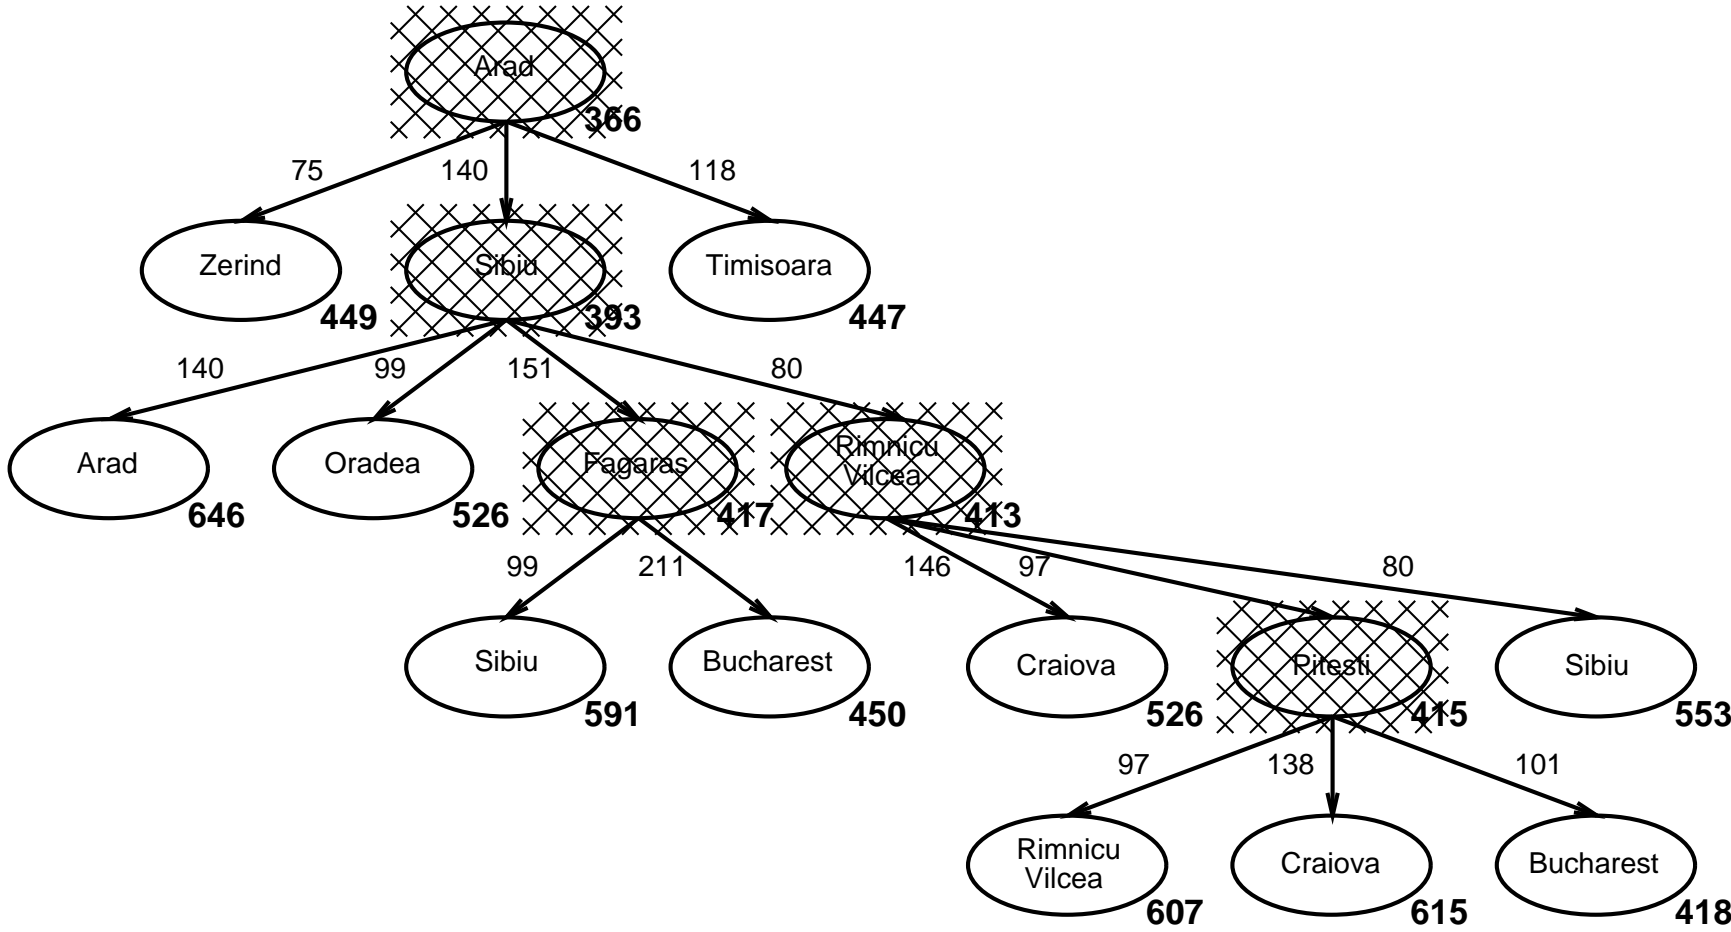 Arad
366
75
140
118
Zerind
449
Sibiu
393
Timisoara
447
140
99
151
80
Arad
646
Oradea
526
Fagaras
417
Rimnicu
Vilcea
413
99
211
146
97
80
Sibiu
591
Bucharest
450
Craiova
526
Pitesti
415
Sibiu
553
97
138
101
Rimnicu
Vilcea
607
Craiova
615
Bucharest
418